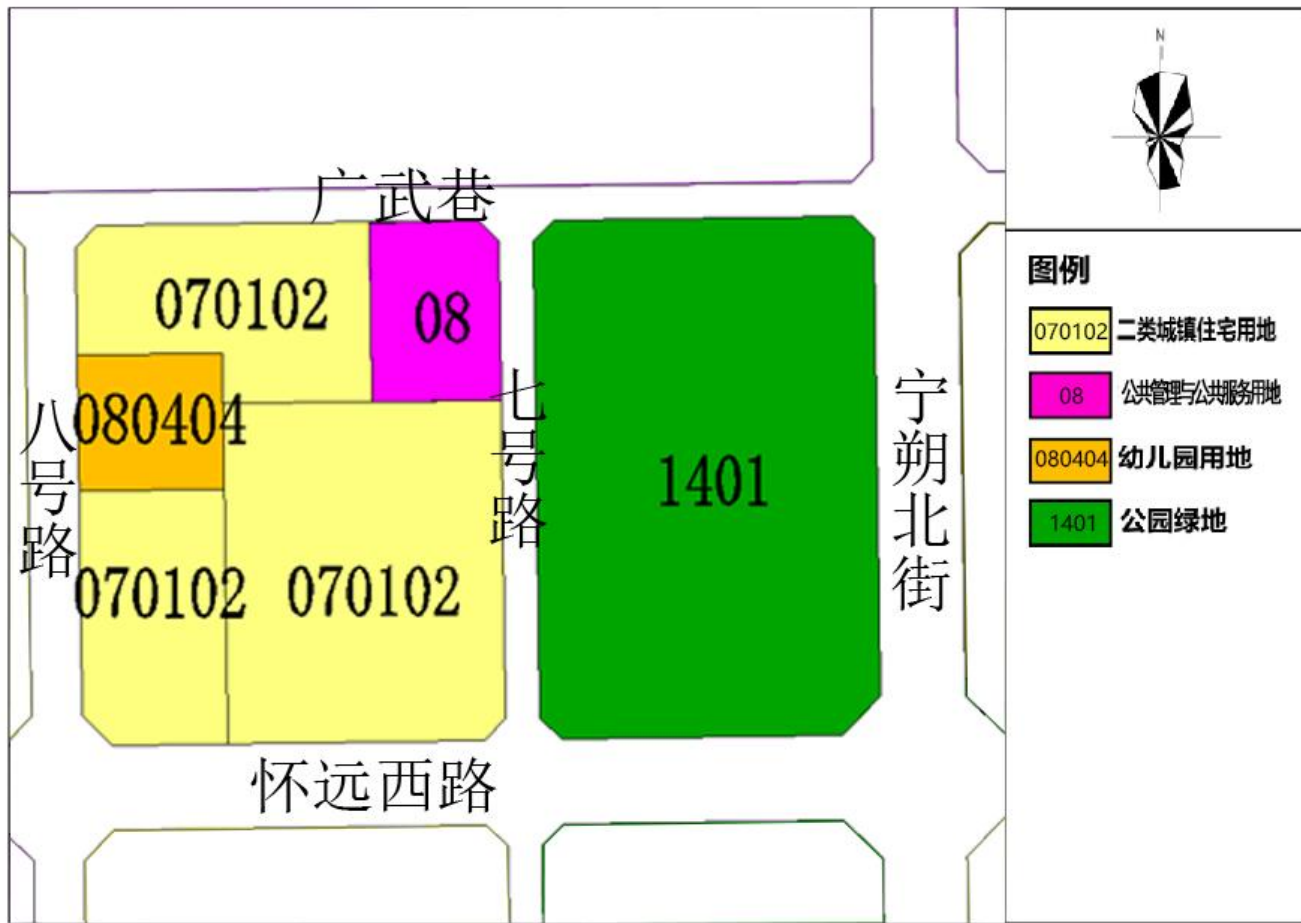 N
广武巷
070102
08
080404
八号路
七号路
1401
宁朔北街
070102
070102
怀远西路
图例
070102 二类城镇住宅用地
08 公共管理与公共服务用地
080404 幼儿园用地
1401 公园绿地